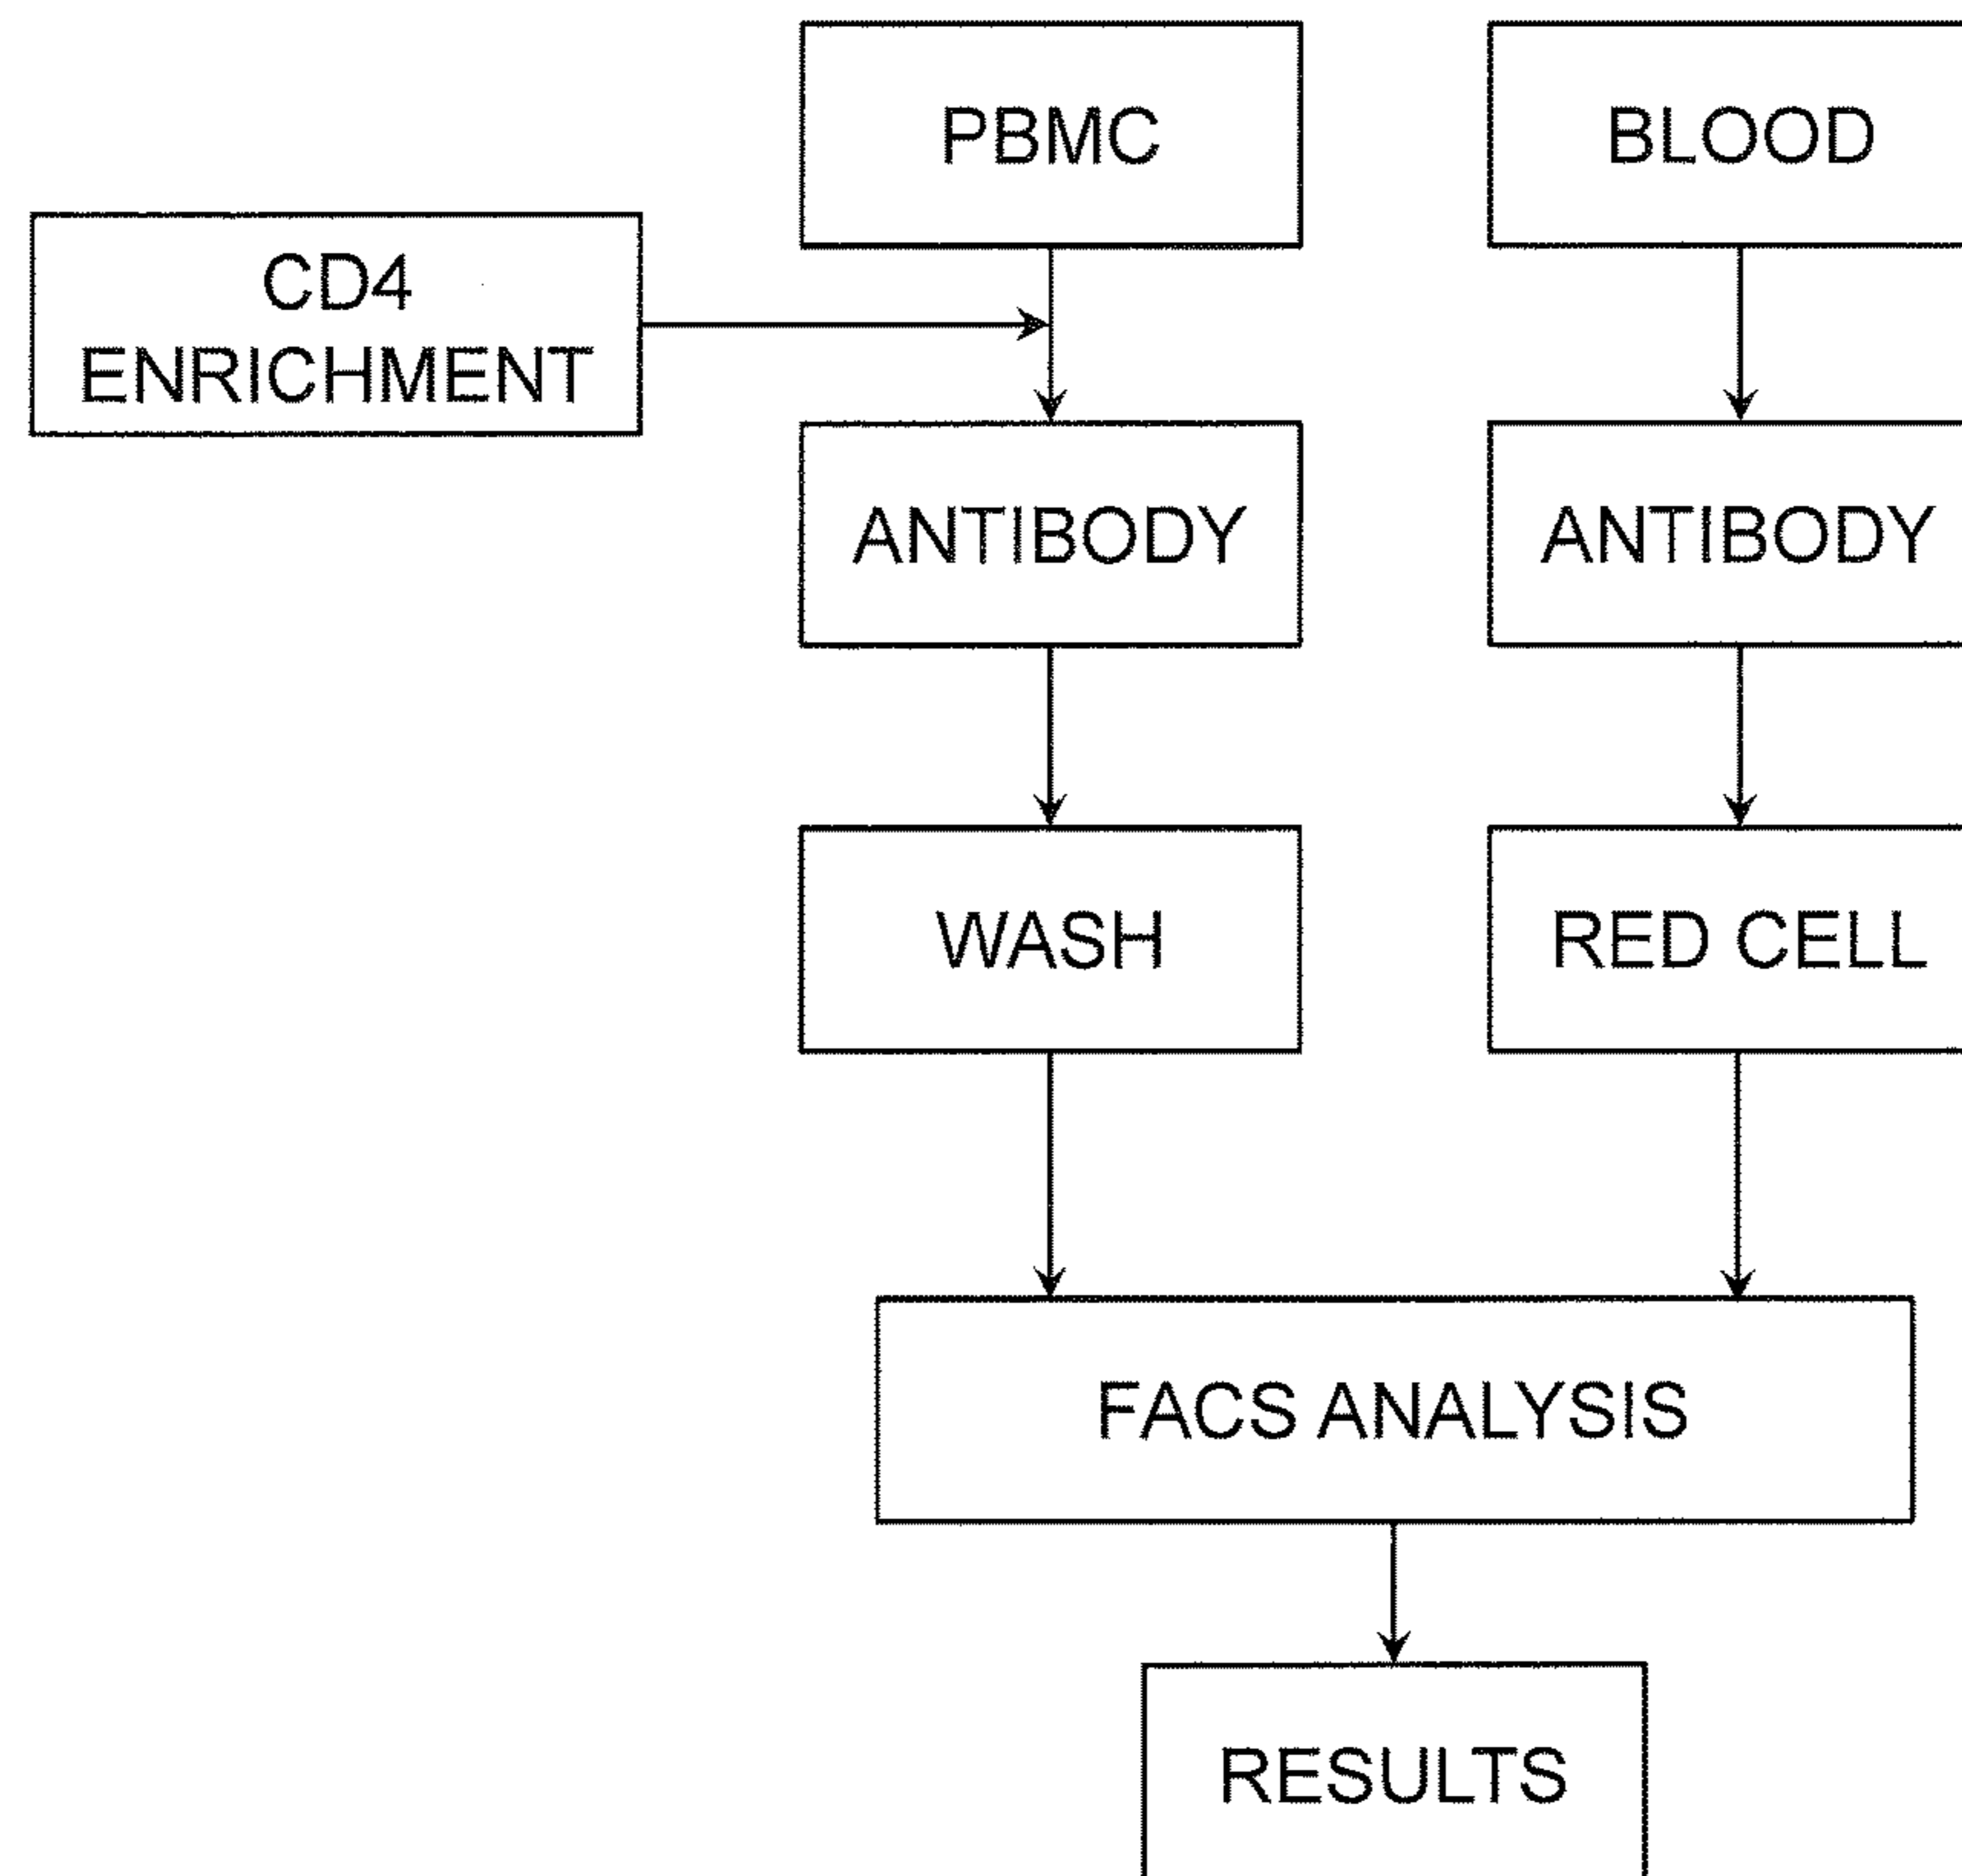 PBMC
BLOOD
CD4
ENRICHMENT
ANTIBODY
ANTIBODY
WASH
RED CELL
FACS ANALYSIS
RESULTS